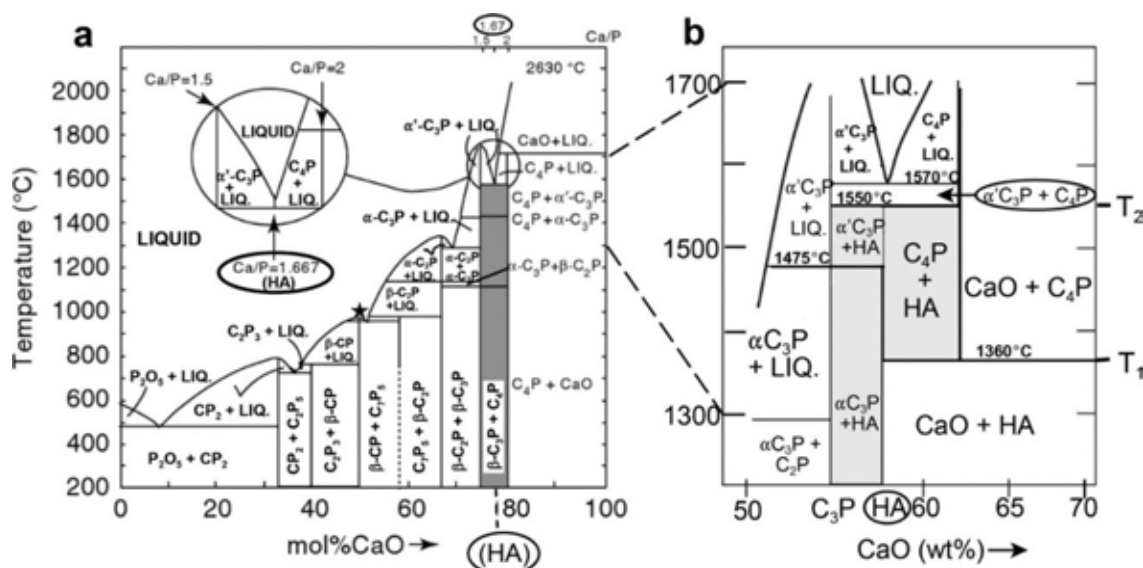 a
1.67
1.5 2
Ca/P
Ca/P=1.5
Ca/P=2
2630 °C
α'-C₃P + LIQ.
LIQUID
α'-C₃P
+
LIQ.
C₄P
+
LIQ.
CaO+LIQ.
C₄P+LIQ.
C₄P+α'-C₃P
C₄P+α-C₃P
α-C₃P + LIQ.
LIQUID
Ca/P=1.667
(HA)
α-C₃P+β-C₂P
β-C₂P
+LIQ.
C₂P₃ + LIQ.
β-CP
+LIQ.
P₂O₅ + LIQ.
CP₂ + LIQ.
C₄P + CaO
P₂O₅ + CP₂
CP₂ + C₂P₅
C₂P₃ + β-CP
β-CP + C₇P₅
C₇P₅ + β-C₂P
β-C₂P + β-C₃P
β-C₃P + C₄P
Temperature (°C)
2000
1800
1600
1400
1200
1000
800
600
400
200
0 20 40 60 80 100
mol%CaO
(HA)
b
1700
1500
1300
LIQ.
α'C₃P
+
LIQ.
C₄P
+
LIQ.
1570°C
1550°C
α'C₃P + C₄P
T₂
α'C₃P
+
LIQ.
α'C₃P
+HA
1475°C
C₄P
+
HA
CaO + C₄P
1360°C
T₁
αC₃P
+ LIQ.
αC₃P
+HA
CaO + HA
αC₃P +
C₂P
50 C₃P HA 60 65 70
CaO (wt%)